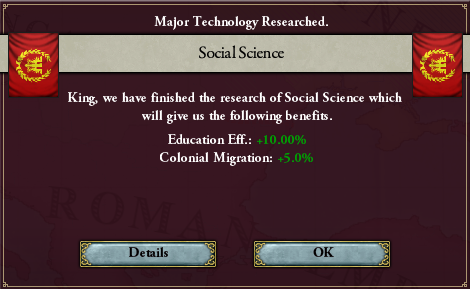 Major Technology Researched.
Social Science
King, we have finished the research of Social Science which
will give us the following benefits.
Education Eff.: +10.00%
Colonial Migration: +5.0%
ROMAN
Details
OK